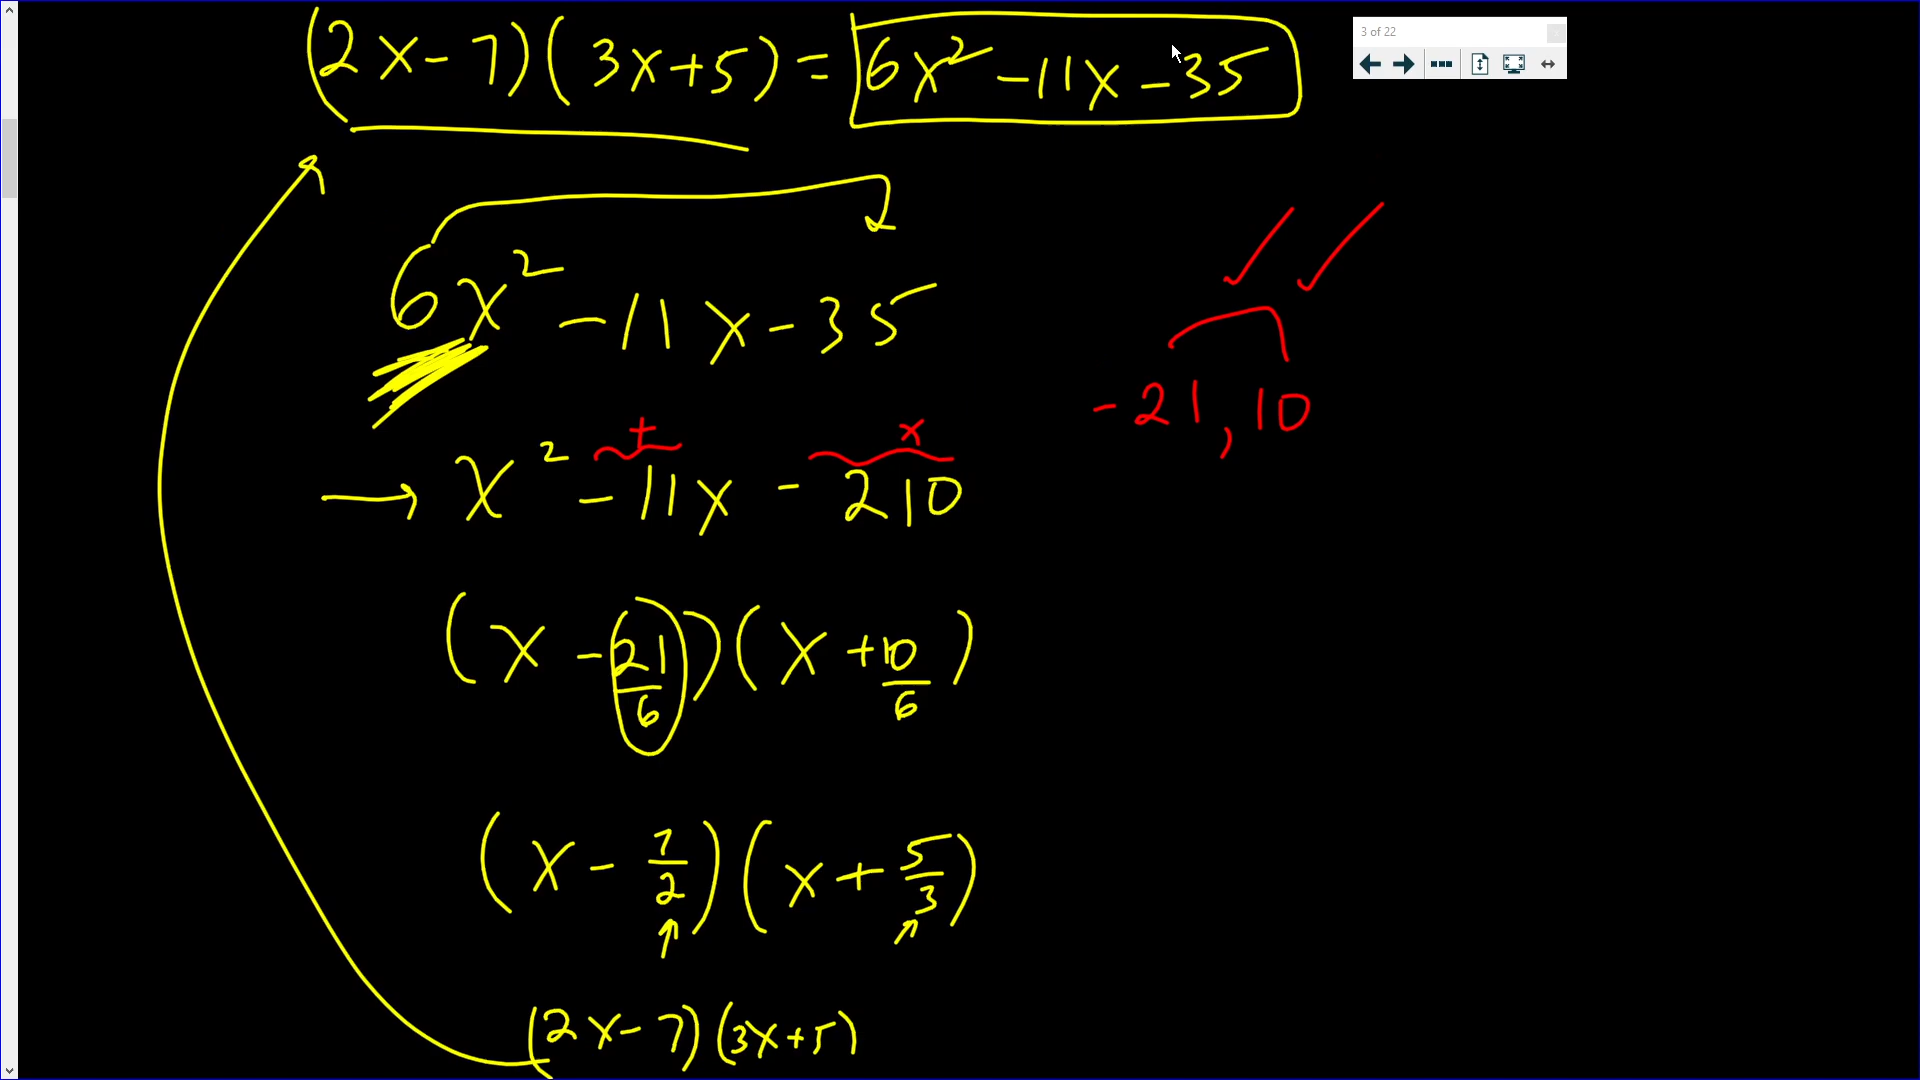 (2x-7)(3x+5) = 6x² -11x -35
3 of 22
6x² -11x -35
-21, 10
+ x
→ x² -11x - 210
(x - 21/6)(x + 10/6)
(x - 7/2)(x + 5/3)
(2x-7)(3x+5)